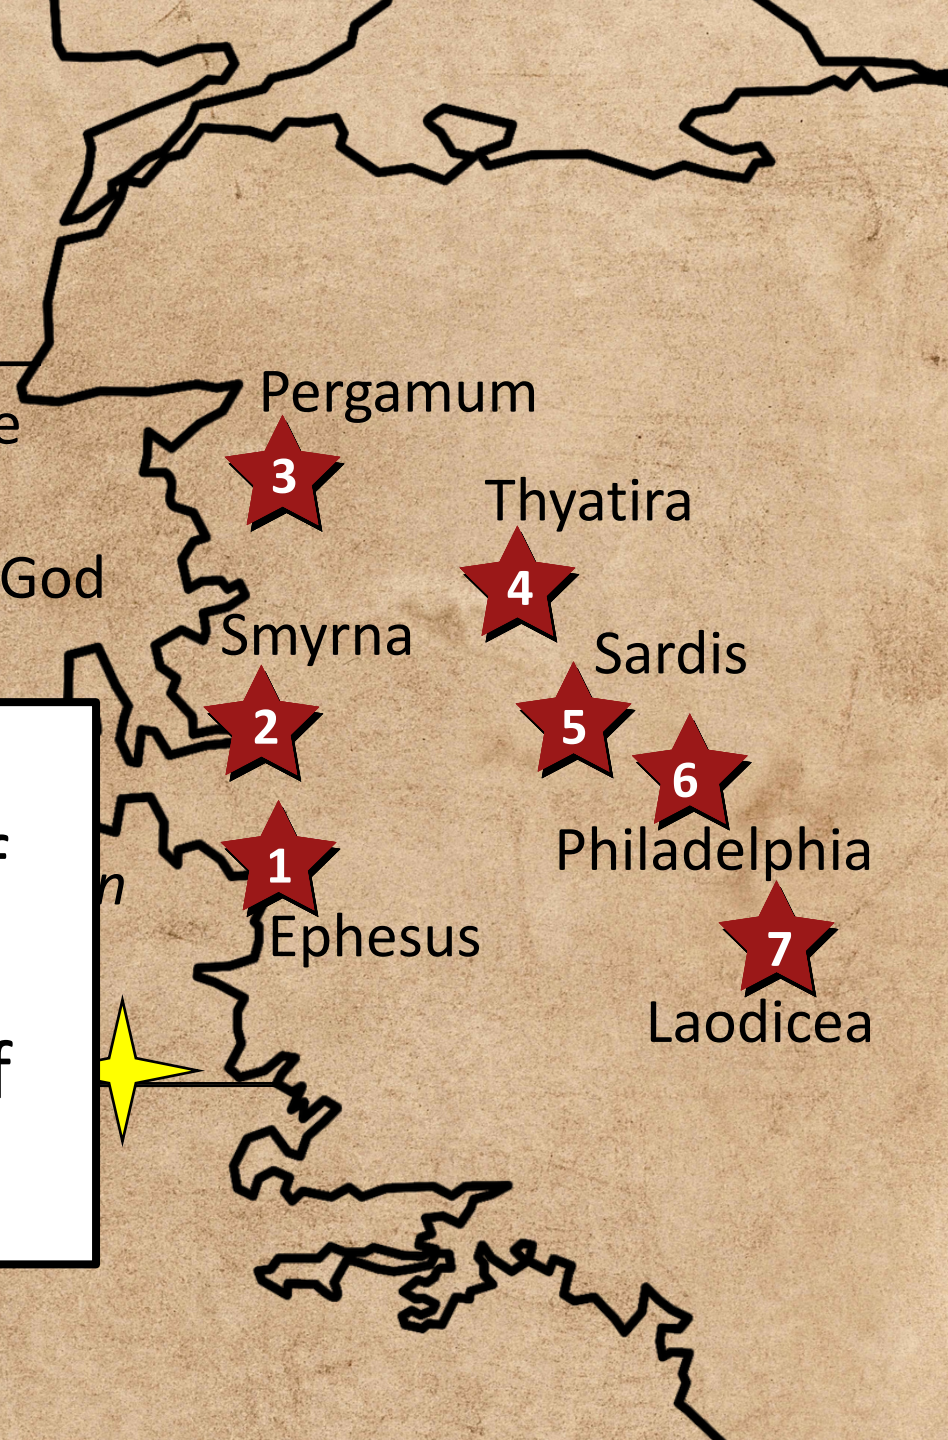 Pergamum
3
e
Thyatira
4
God
Smyrna
Sardis
2
5
6
f
Philadelphia
1
n
Ephesus
7
Laodicea
f